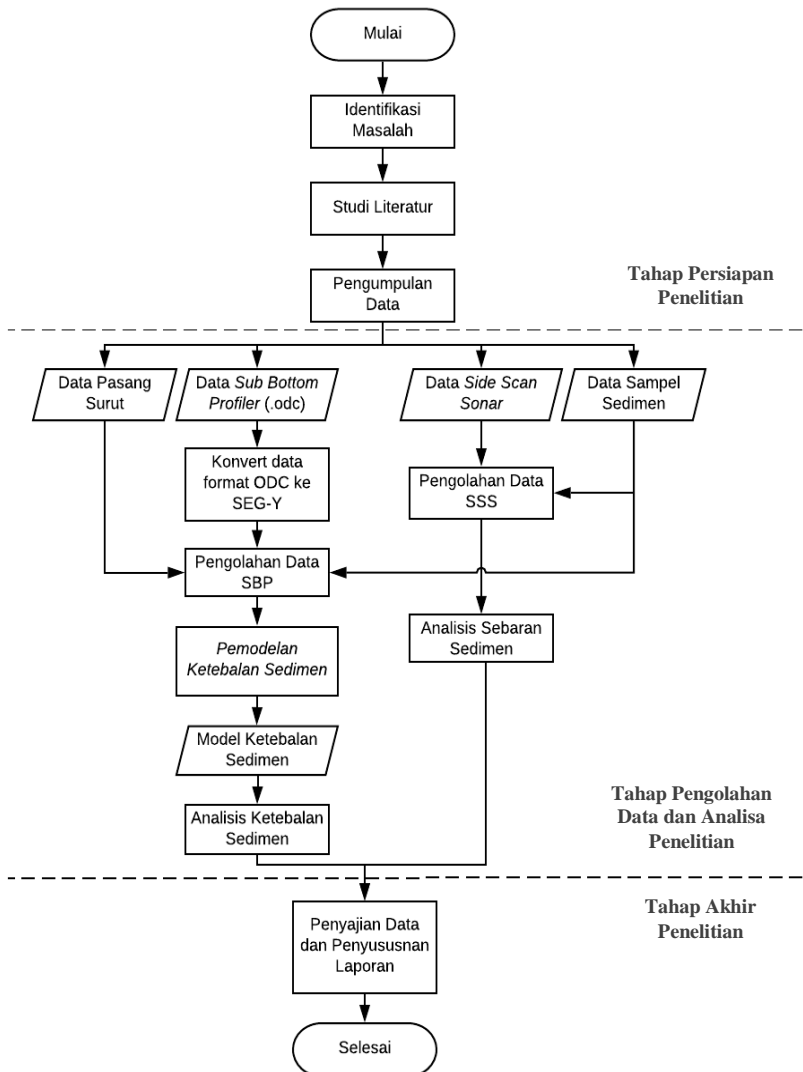 Mulai
Identifikasi
Masalah
Studi Literatur
Pengumpulan
Data
Tahap Persiapan
Penelitian
Data Pasang
Surut
Data Sub Bottom
Profiler (.odc)
Data Side Scan
Sonar
Data Sampel
Sedimen
Konvert data
format ODC ke
SEG-Y
Pengolahan Data
SSS
Pengolahan Data
SBP
Analisis Sebaran
Sedimen
Pemodelan
Ketebalan Sedimen
Model Ketebalan
Sedimen
Analisis Ketebalan
Sedimen
Tahap Pengolahan
Data dan Analisa
Penelitian
Penyajian Data
dan Penyususnan
Laporan
Tahap Akhir
Penelitian
Selesai